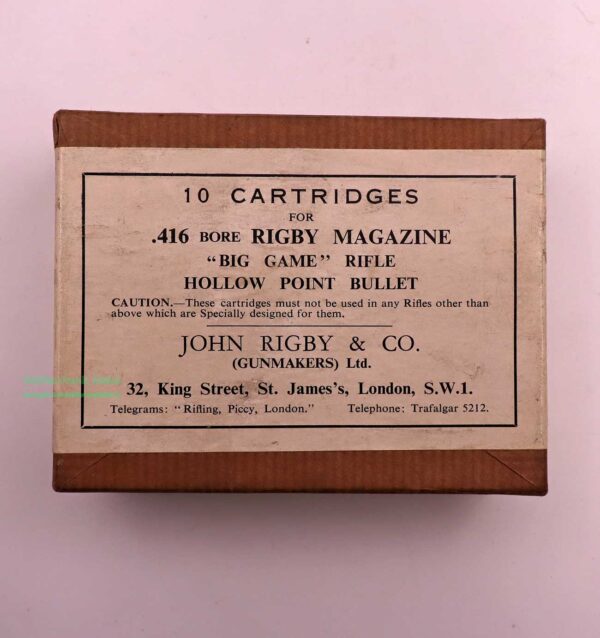 10 CARTRIDGES
FOR
.416 BORE RIGBY MAGAZINE
“BIG GAME” RIFLE
HOLLOW POINT BULLET
CAUTION.—These cartridges must not be used in any Rifles other than
above which are Specially designed for them.
JOHN RIGBY & CO.
(GUNMAKERS) Ltd.
32, King Street, St. James’s, London, S.W.1.
Telegrams: “Rifling, Piccy, London.” Telephone: Trafalgar 5212.